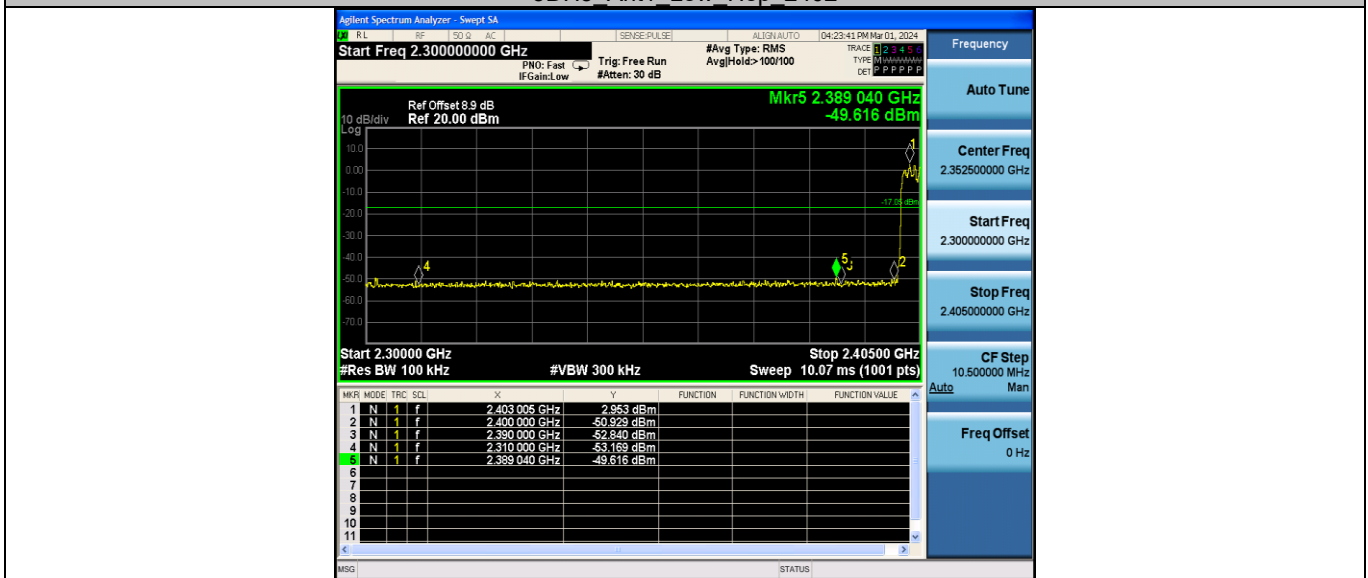 Agilent Spectrum Analyzer - Swept SA
RL RF 50 Ω AC SENSE:PULSE ALIGN AUTO 04:23:41 PM Mar 01, 2024
Start Freq 2.300000000 GHz
PNO: Fast
IFGain:Low
Trig: Free Run
#Atten: 30 dB
#Avg Type: RMS
Avg|Hold:> 100/100
TRACE 1 2 3 4 5 6
TYPE M W W W W W
DET P P P P P P
Frequency
Mkr5 2.389 040 GHz
-49.616 dBm
Ref Offset 8.9 dB
10 dB/div Ref 20.00 dBm
Log
10.0
0.00
-10.0
-20.0
-30.0
-40.0
-50.0
-60.0
-70.0
1
-17.05 dBm
4
5
2
Start 2.30000 GHz Stop 2.40500 GHz
#Res BW 100 kHz #VBW 300 kHz Sweep 10.07 ms (1001 pts)
MKR MODE TRC SCL X Y FUNCTION FUNCTION WIDTH FUNCTION VALUE
1 N 1 f 2.403 005 GHz 2.953 dBm
2 N 1 f 2.400 000 GHz -50.929 dBm
3 N 1 f 2.390 000 GHz -52.840 dBm
4 N 1 f 2.310 000 GHz -53.169 dBm
5 N 1 f 2.389 040 GHz -49.616 dBm
6
7
8
9
10
11
MSG STATUS
Auto Tune
Center Freq
2.352500000 GHz
Start Freq
2.300000000 GHz
Stop Freq
2.405000000 GHz
CF Step
10.500000 MHz
Auto Man
Freq Offset
0 Hz